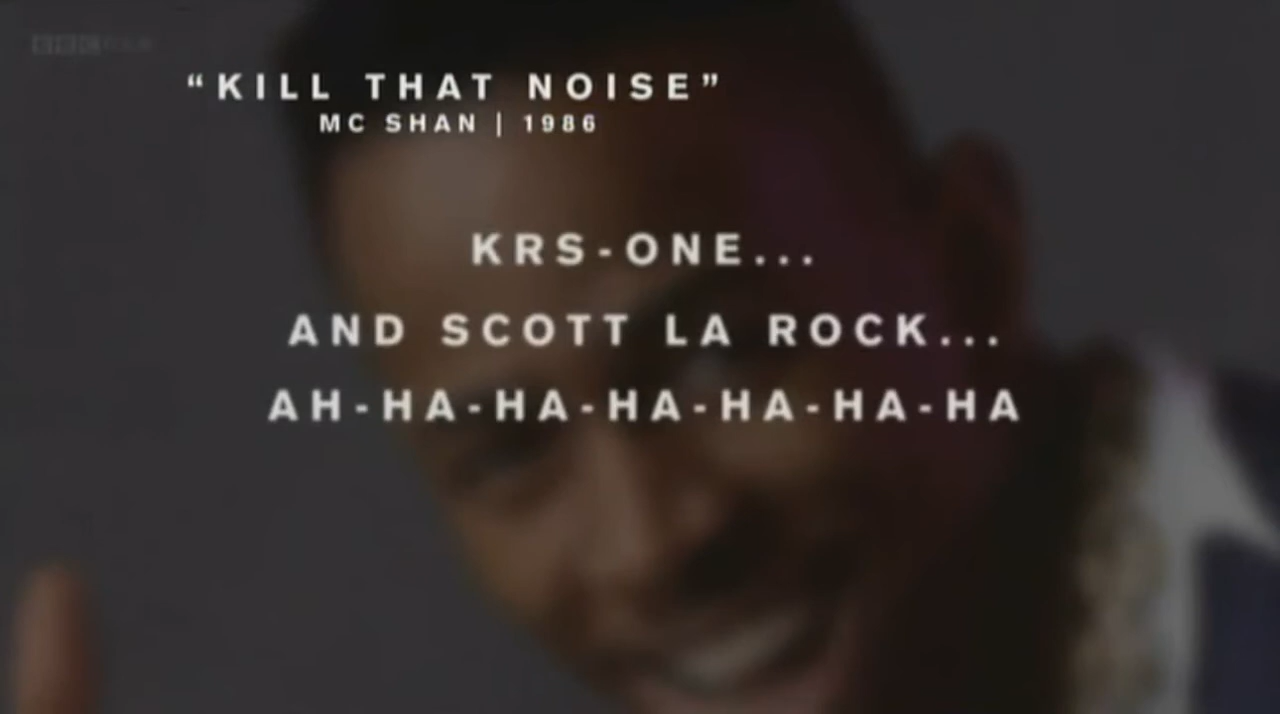 “KILL THAT NOISE”
MC SHAN | 1986
KRS-ONE...
AND SCOTT LA ROCK...
AH-HA-HA-HA-HA-HA-HA